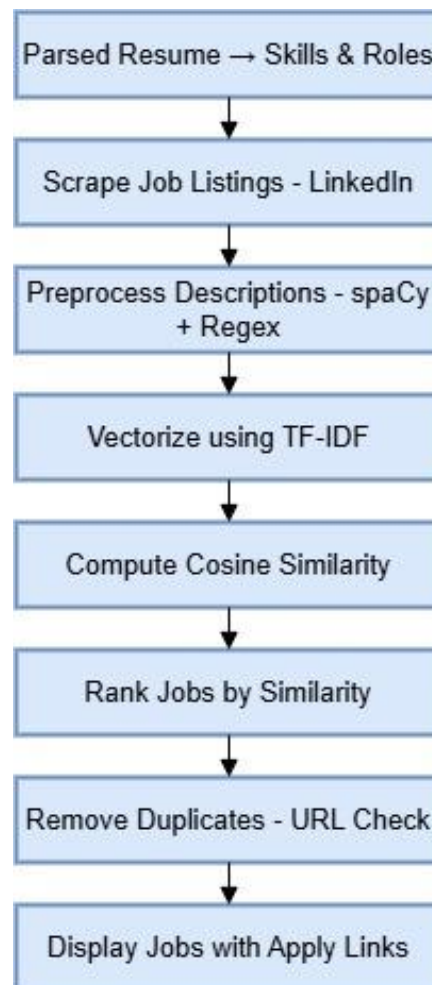 Parsed Resume → Skills & Roles
Scrape Job Listings - LinkedIn
Preprocess Descriptions - spaCy
+ Regex
Vectorize using TF-IDF
Compute Cosine Similarity
Rank Jobs by Similarity
Remove Duplicates - URL Check
Display Jobs with Apply Links